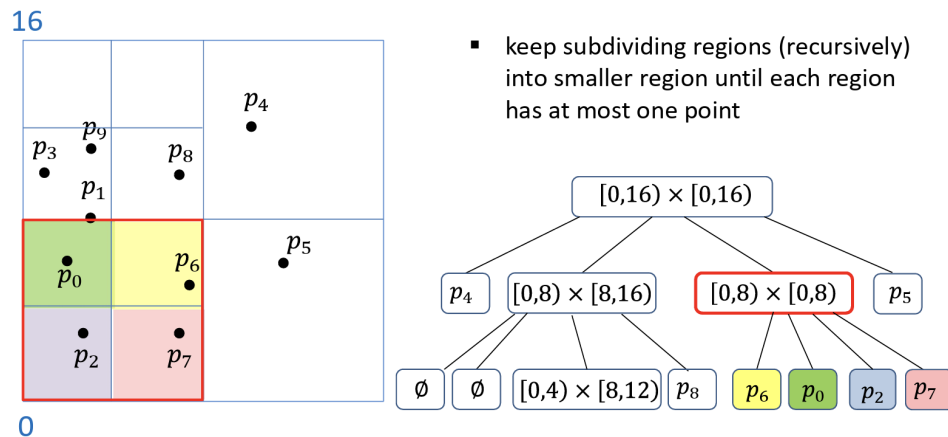 16
p₄
p₉
p₃
p₈
p₁
p₅
p₀
p₆
p₂
p₇
0
▪ keep subdividing regions (recursively)
into smaller region until each region
has at most one point
[0,16) × [0,16)
p₄ [0,8) × [8,16) [0,8) × [0,8) p₅
∅ ∅ [0,4) × [8,12) p₈ p₆ p₀ p₂ p₇